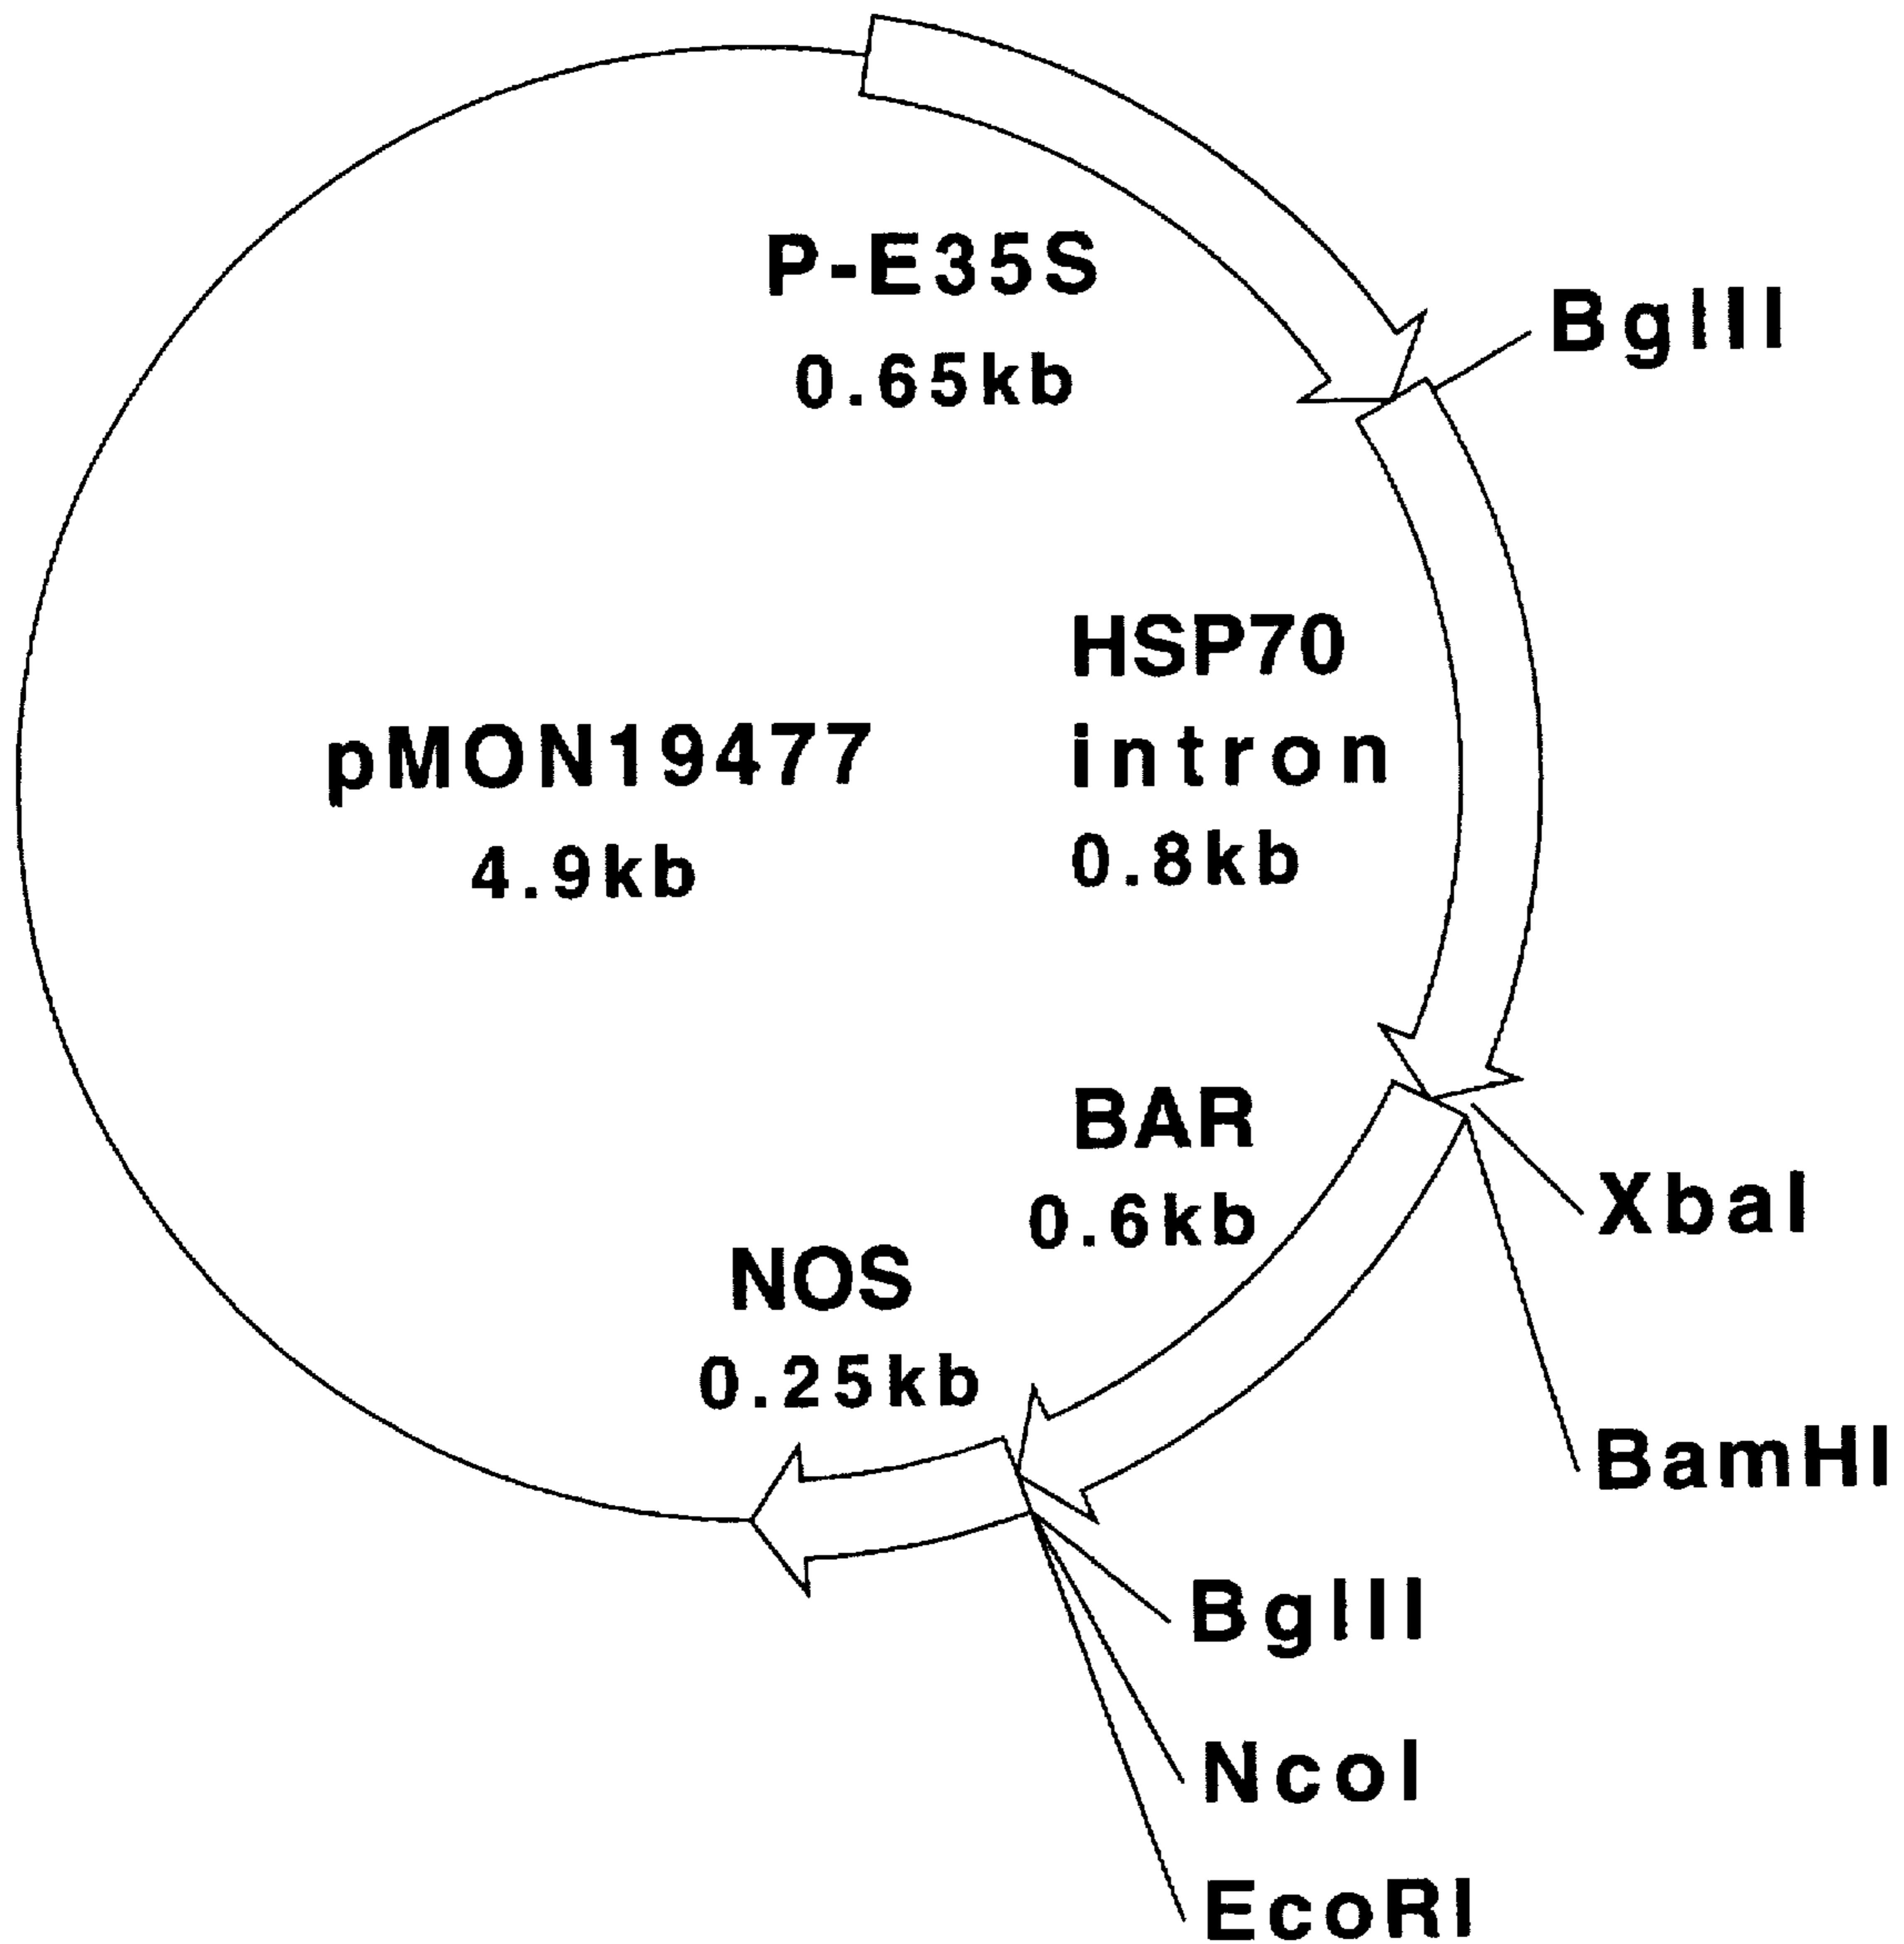 P-E35S
0.65kb
BglII
HSP70
intron
0.8kb
pMON19477
4.9kb
BAR
0.6kb
XbaI
NOS
0.25kb
BamHI
BglII
NcoI
EcoRI